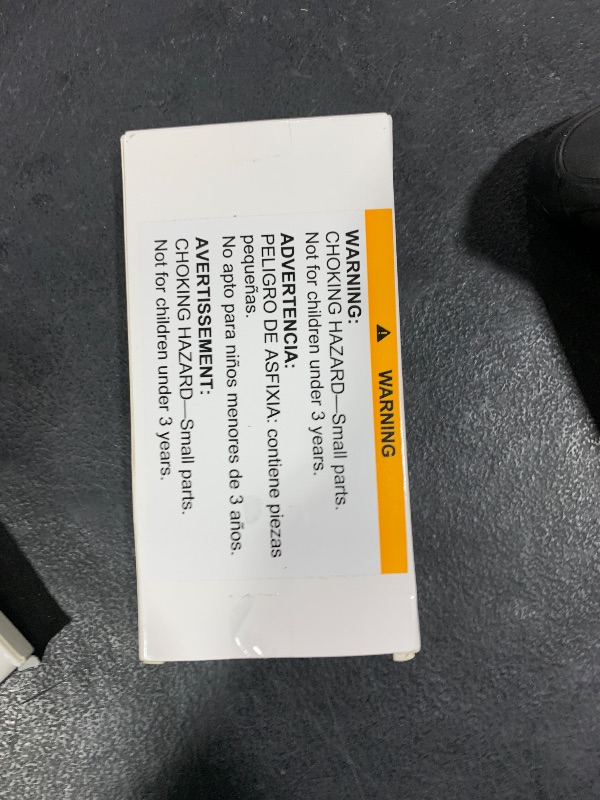 ⚠ WARNING
WARNING:
CHOKING HAZARD—Small parts.
Not for children under 3 years.
ADVERTENCIA:
PELIGRO DE ASFIXIA: contiene piezas
pequeñas.
No apto para niños menores de 3 años.
AVERTISSEMENT:
CHOKING HAZARD—Small parts.
Not for children under 3 years.